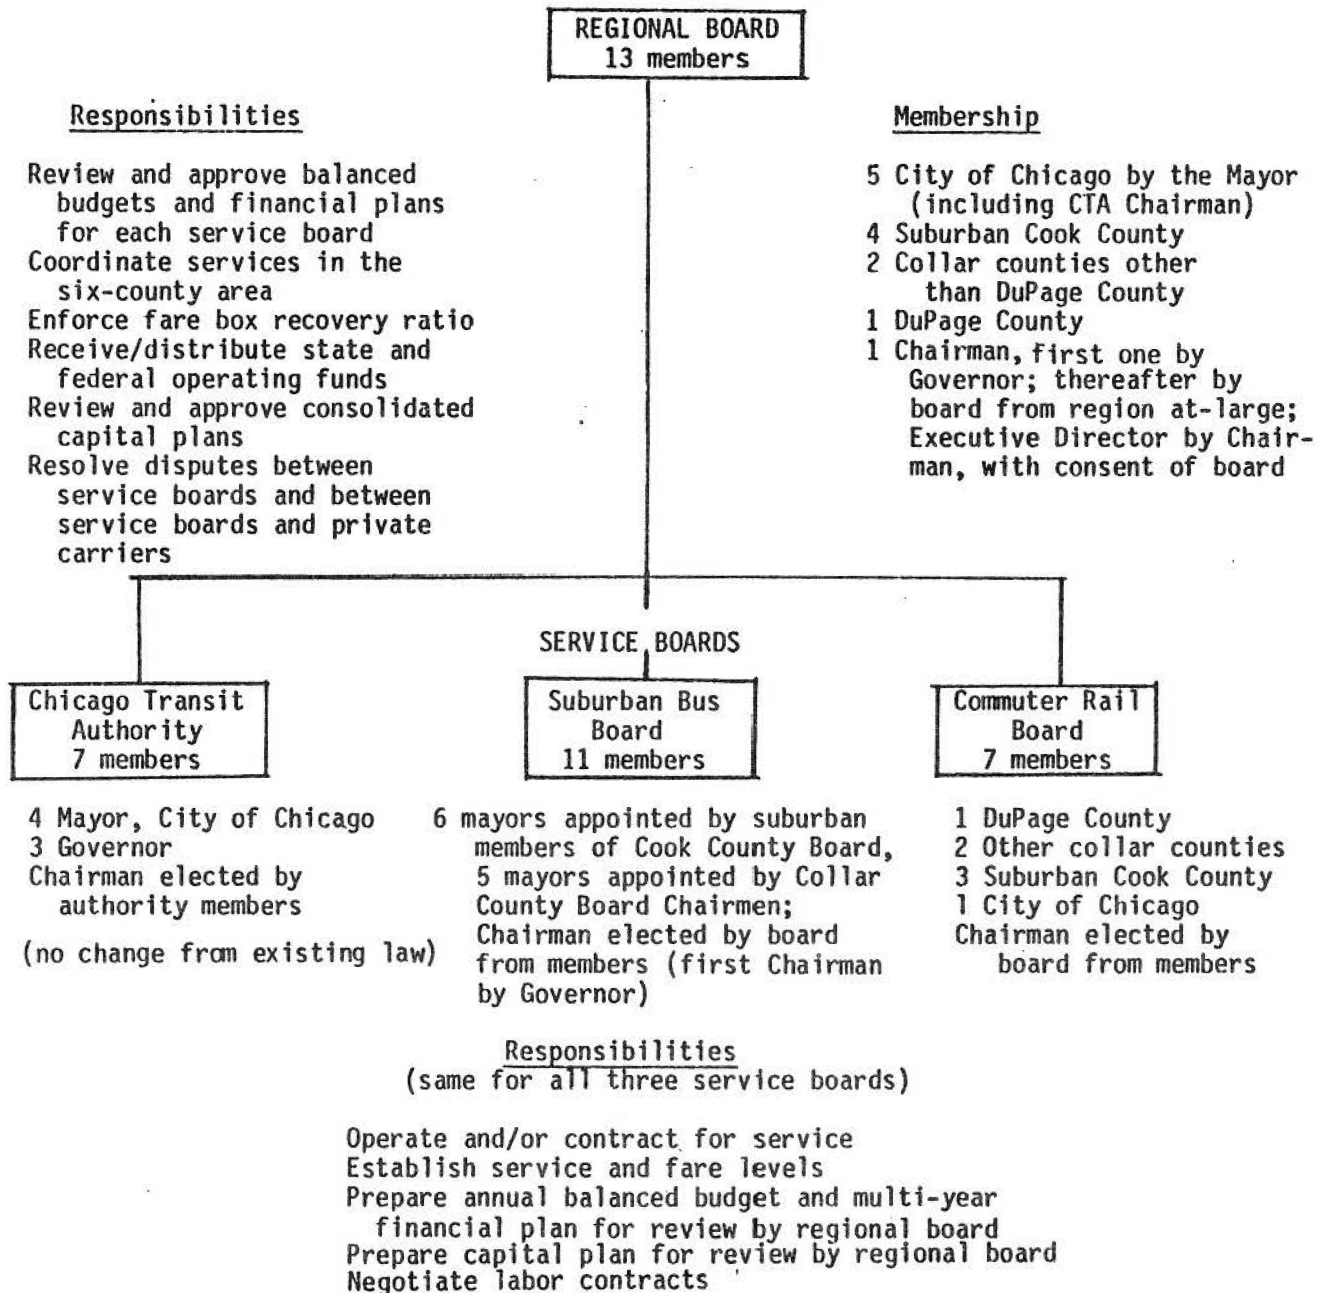 REGIONAL BOARD
13 members
Responsibilities
Review and approve balanced
budgets and financial plans
for each service board
Coordinate services in the
six-county area
Enforce fare box recovery ratio
Receive/distribute state and
federal operating funds
Review and approve consolidated
capital plans
Resolve disputes between
service boards and between
service boards and private
carriers
Membership
5 City of Chicago by the Mayor
(including CTA Chairman)
4 Suburban Cook County
2 Collar counties other
than DuPage County
1 DuPage County
1 Chairman, first one by
Governor; thereafter by
board from region at-large;
Executive Director by Chair-
man, with consent of board
SERVICE BOARDS
Chicago Transit
Authority
7 members
4 Mayor, City of Chicago
3 Governor
Chairman elected by
authority members
(no change from existing law)
Suburban Bus
Board
11 members
6 mayors appointed by suburban
members of Cook County Board,
5 mayors appointed by Collar
County Board Chairmen;
Chairman elected by board
from members (first Chairman
by Governor)
Commuter Rail
Board
7 members
1 DuPage County
2 Other collar counties
3 Suburban Cook County
1 City of Chicago
Chairman elected by
board from members
Responsibilities
(same for all three service boards)
Operate and/or contract for service
Establish service and fare levels
Prepare annual balanced budget and multi-year
financial plan for review by regional board
Prepare capital plan for review by regional board
Negotiate labor contracts